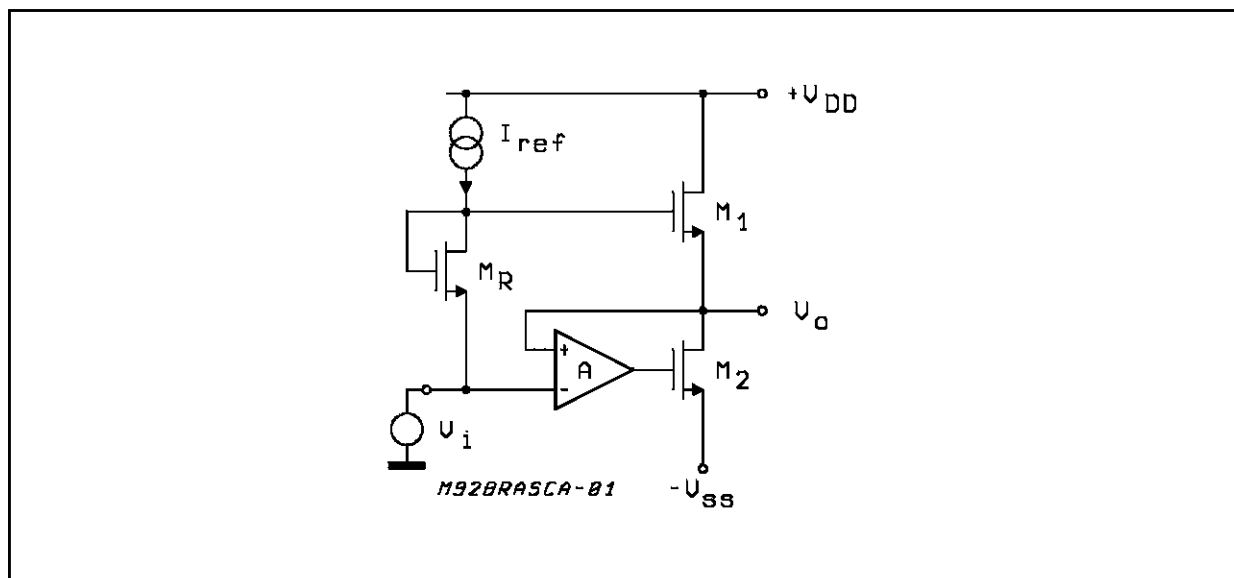 +V_DD
I_ref
M_1
M_R
V_o
+
A
-
M_2
V_i
M92BRASCA-01
-V_SS